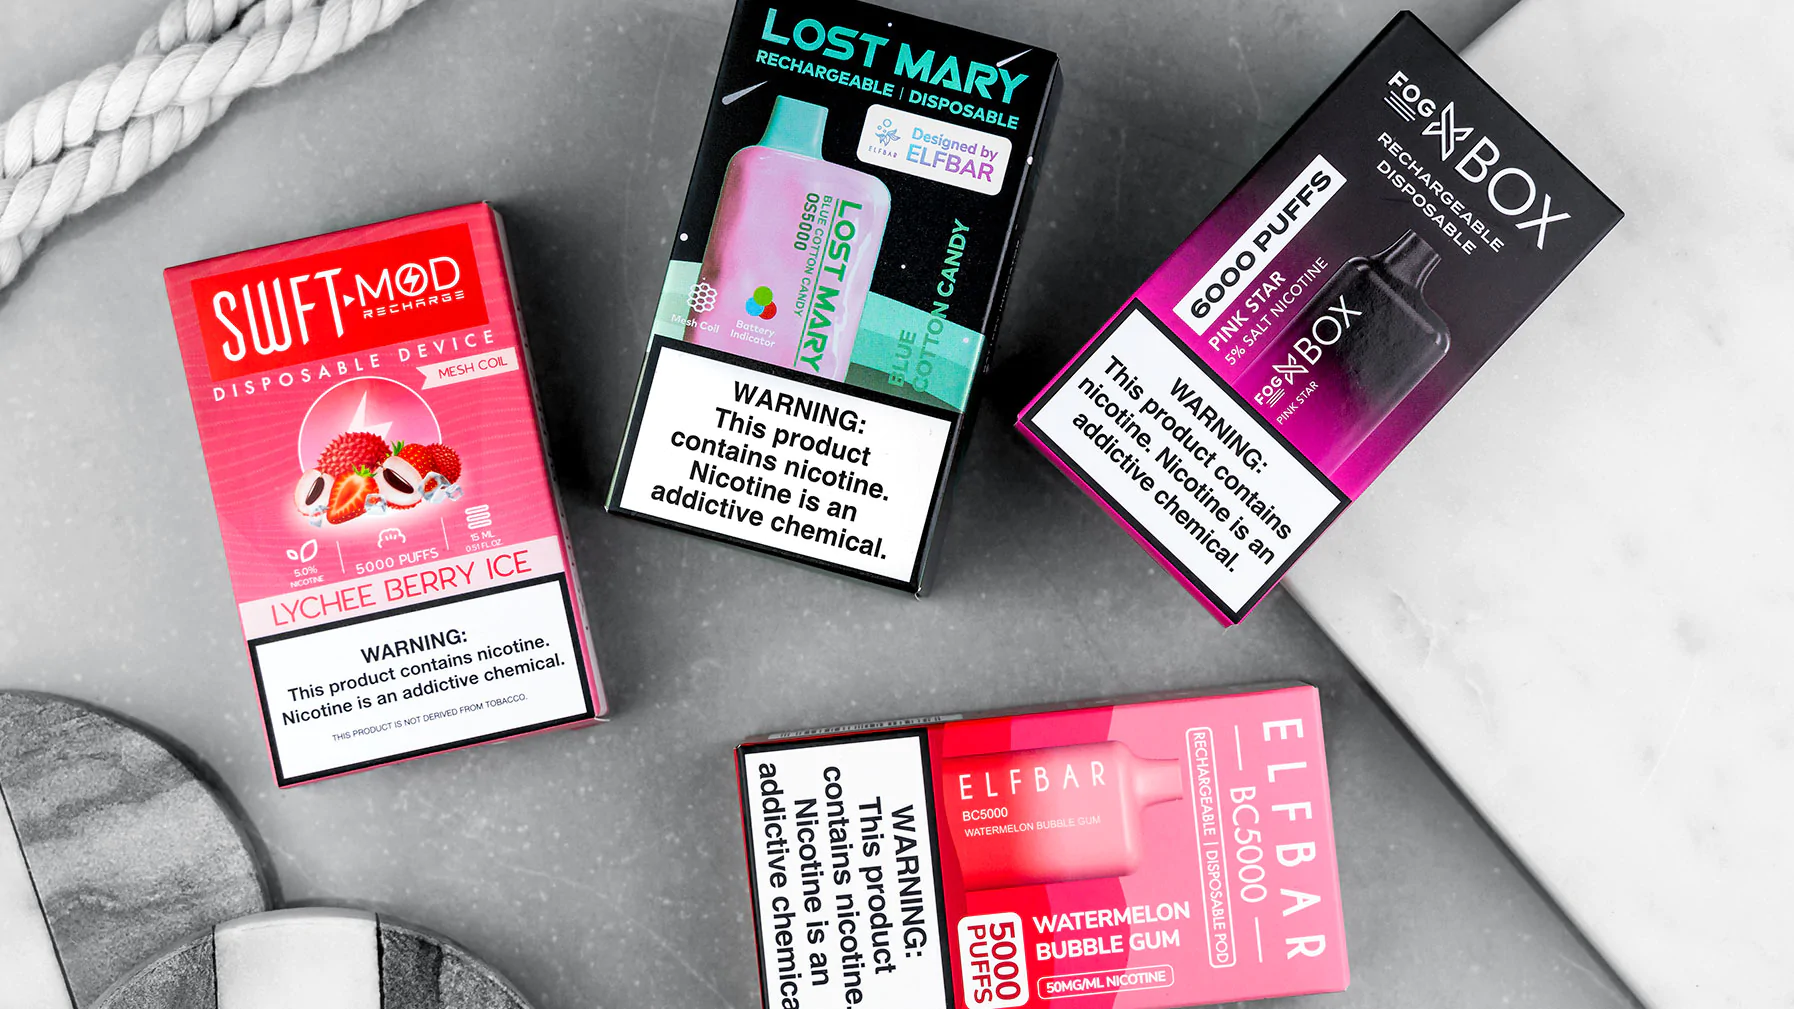 SWFT MOD
RECHARGE
DISPOSABLE DEVICE
MESH COIL
5.0%
NICOTINE
5000 PUFFS
15 ML
0.51 FL.OZ.
LYCHEE BERRY ICE
WARNING:
This product contains nicotine.
Nicotine is an addictive chemical.
THIS PRODUCT IS NOT DERIVED FROM TOBACCO.
LOST MARY
RECHARGEABLE | DISPOSABLE
ELFBAR
Designed by
ELFBAR
LOST MARY
BLUE COTTON CANDY
OS5000
Mesh Coil
Battery
Indicator
BLUE
COTTON CANDY
WARNING:
This product
contains nicotine.
Nicotine is an
addictive chemical.
FOG X BOX
RECHARGEABLE
DISPOSABLE
6000 PUFFS
PINK STAR
5% SALT NICOTINE
FOG X BOX
PINK STAR
WARNING:
This product contains
nicotine. Nicotine is an
addictive chemical.
ELFBAR
BC5000
RECHARGEABLE | DISPOSABLE POD
ELFBAR
BC5000
WATERMELON BUBBLE GUM
WATERMELON
BUBBLE GUM
50MG/ML NICOTINE
5000
PUFFS
WARNING:
This product
contains nicotine.
Nicotine is an
addictive chemica